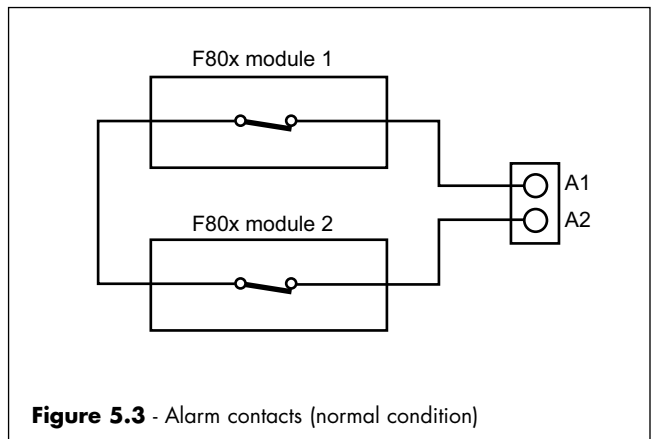 F80x module 1
A1
A2
F80x module 2
Figure 5.3 - Alarm contacts (normal condition)